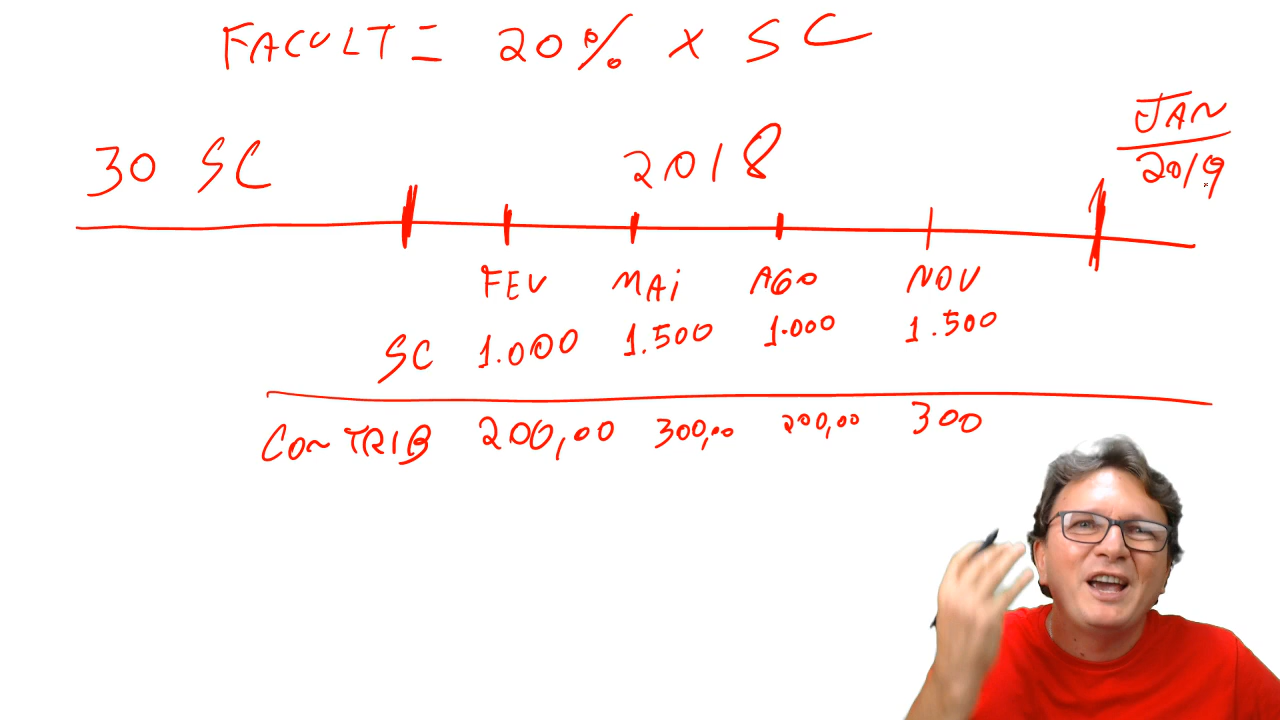 FACULT = 20% X SC
JAN
2019
30 SC 2018
FEV MAI AGO NOV
SC 1.000 1.500 1.000 1.500
CONTRIB 200,00 300,00 200,00 300